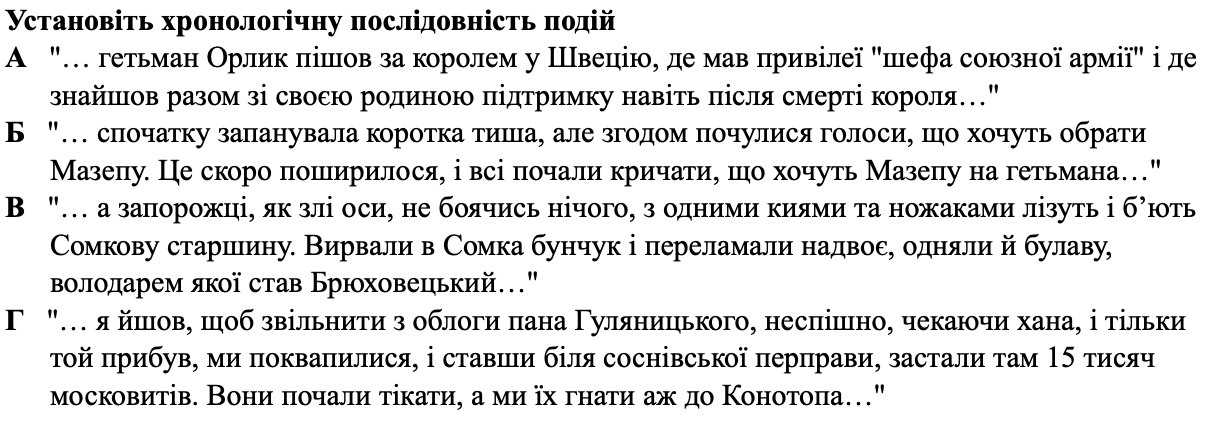 Установіть хронологічну послідовність подій
А "… гетьман Орлик пішов за королем у Швецію, де мав привілеї "шефа союзної армії" і де
знайшов разом зі своєю родиною підтримку навіть після смерті короля…"
Б "… спочатку запанувала коротка тиша, але згодом почулися голоси, що хочуть обрати
Мазепу. Це скоро поширилося, і всі почали кричати, що хочуть Мазепу на гетьмана…"
В "… а запорожці, як злі оси, не боячись нічого, з одними киями та ножаками лізуть і б’ють
Сомкову старшину. Вирвали в Сомка бунчук і переламали надвоє, одняли й булаву,
володарем якої став Брюховецький…"
Г "… я йшов, щоб звільнити з облоги пана Гуляницького, неспішно, чекаючи хана, і тільки
той прибув, ми поквапилися, і ставши біля соснівської перправи, застали там 15 тисяч
московитів. Вони почали тікати, а ми їх гнати аж до Конотопа…"